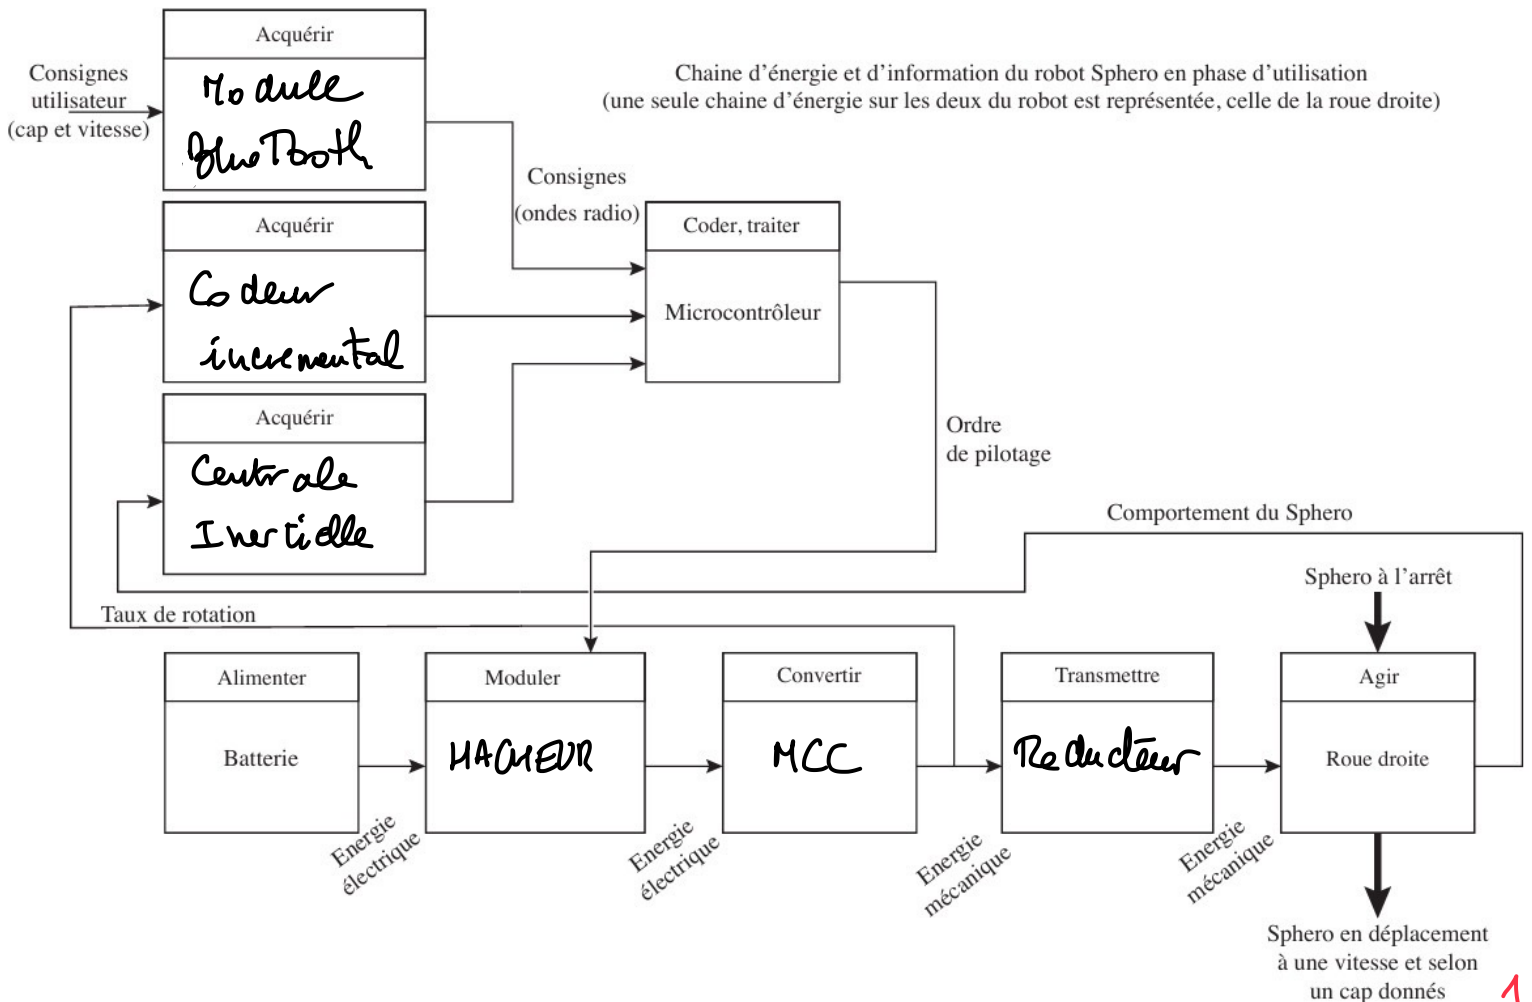 Acquérir
Consignes
utilisateur
(cap et vitesse)
Module
BlueTooth
Chaine d’énergie et d’information du robot Sphero en phase d’utilisation
(une seule chaine d’énergie sur les deux du robot est représentée, celle de la roue droite)
Consignes
(ondes radio)
Acquérir
Codeur
incremental
Coder, traiter
Microcontrôleur
Acquérir
Centrale
Inertielle
Ordre
de pilotage
Comportement du Sphero
Sphero à l’arrêt
Taux de rotation
Alimenter
Batterie
Moduler
HACHEUR
Convertir
MCC
Transmettre
Reducteur
Agir
Roue droite
Energie
électrique
Energie
électrique
Energie
mécanique
Energie
mécanique
Sphero en déplacement
à une vitesse et selon
un cap donnés
1